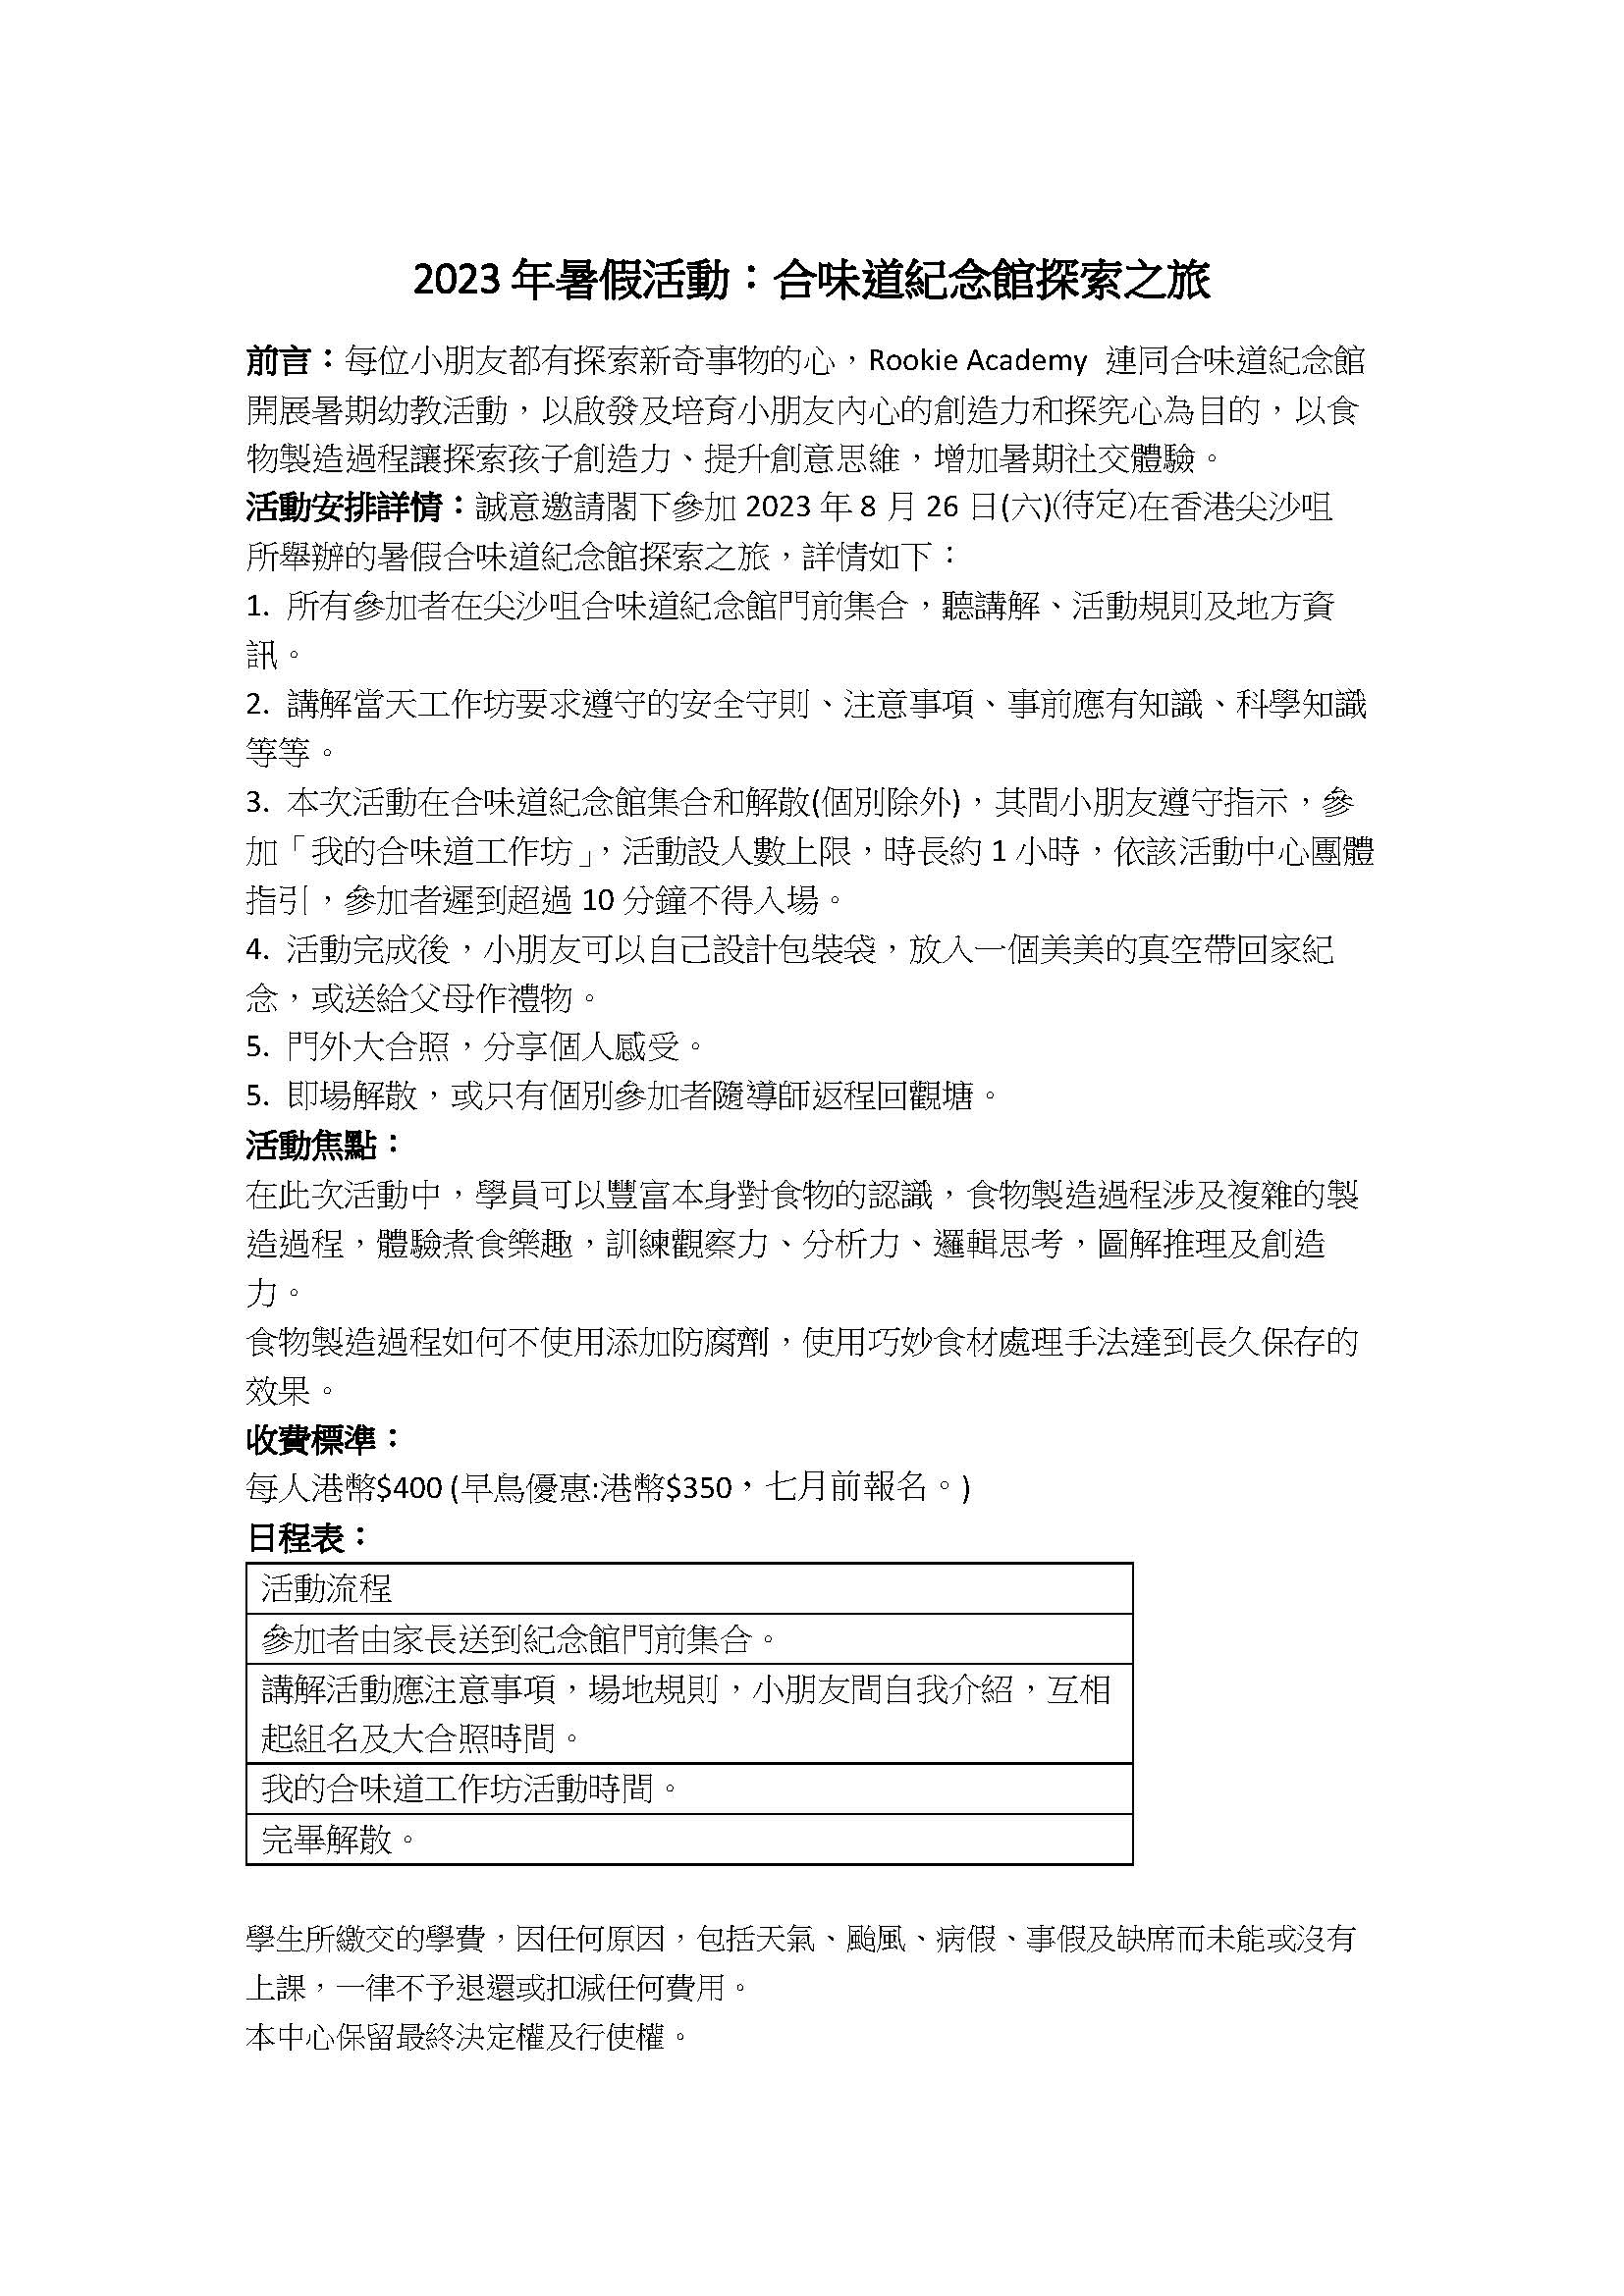 2023 年暑假活動：合味道紀念館探索之旅
前言：每位小朋友都有探索新奇事物的心，Rookie Academy 連同合味道紀念館
開展暑期幼教活動，以啟發及培育小朋友內心的創造力和探究心為目的，以食
物製造過程讓探索孩子創造力、提升創意思維，增加暑期社交體驗。
活動安排詳情：誠意邀請閣下參加 2023 年 8 月 26 日(六)(待定)在香港尖沙咀
所舉辦的暑假合味道紀念館探索之旅，詳情如下：
1. 所有參加者在尖沙咀合味道紀念館門前集合，聽講解、活動規則及地方資
訊。
2. 講解當天工作坊要求遵守的安全守則、注意事項、事前應有知識、科學知識
等等。
3. 本次活動在合味道紀念館集合和解散(個別除外)，其間小朋友遵守指示，參
加「我的合味道工作坊」，活動設人數上限，時長約 1 小時，依該活動中心團體
指引，參加者遲到超過 10 分鐘不得入場。
4. 活動完成後，小朋友可以自己設計包裝袋，放入一個美美的真空帶回家紀
念，或送給父母作禮物。
5. 門外大合照，分享個人感受。
5. 即場解散，或只有個別參加者隨導師返程回觀塘。
活動焦點：
在此次活動中，學員可以豐富本身對食物的認識，食物製造過程涉及複雜的製
造過程，體驗煮食樂趣，訓練觀察力、分析力、邏輯思考，圖解推理及創造
力。
食物製造過程如何不使用添加防腐劑，使用巧妙食材處理手法達到長久保存的
效果。
收費標準：
每人港幣$400 (早鳥優惠:港幣$350，七月前報名。)
日程表：
活動流程
參加者由家長送到紀念館門前集合。
講解活動應注意事項，場地規則，小朋友間自我介紹，互相
起組名及大合照時間。
我的合味道工作坊活動時間。
完畢解散。
學生所繳交的學費，因任何原因，包括天氣、颱風、病假、事假及缺席而未能或沒有
上課，一律不予退還或扣減任何費用。
本中心保留最終決定權及行使權。